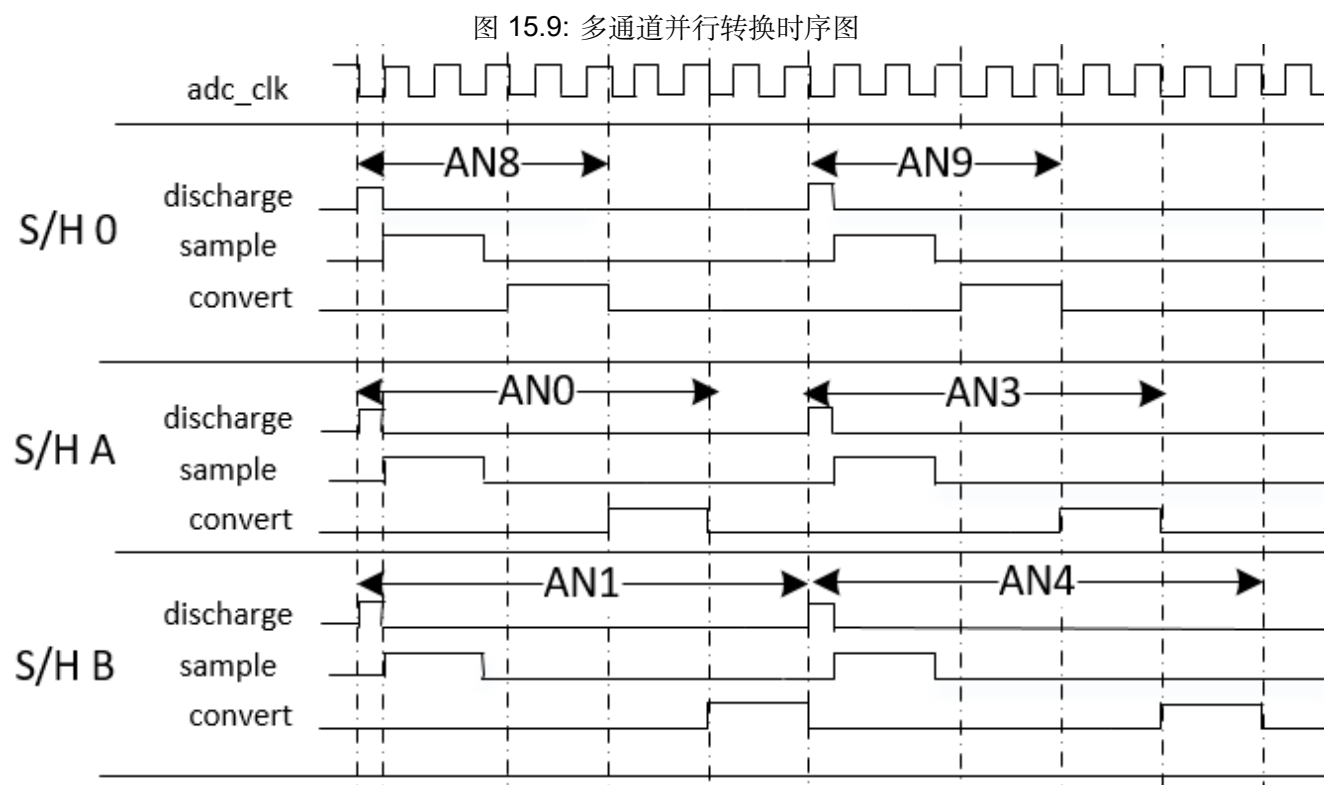 图 15.9: 多通道并行转换时序图
adc_clk
S/H 0
AN8
AN9
discharge
sample
convert
S/H A
AN0
AN3
discharge
sample
convert
S/H B
AN1
AN4
discharge
sample
convert